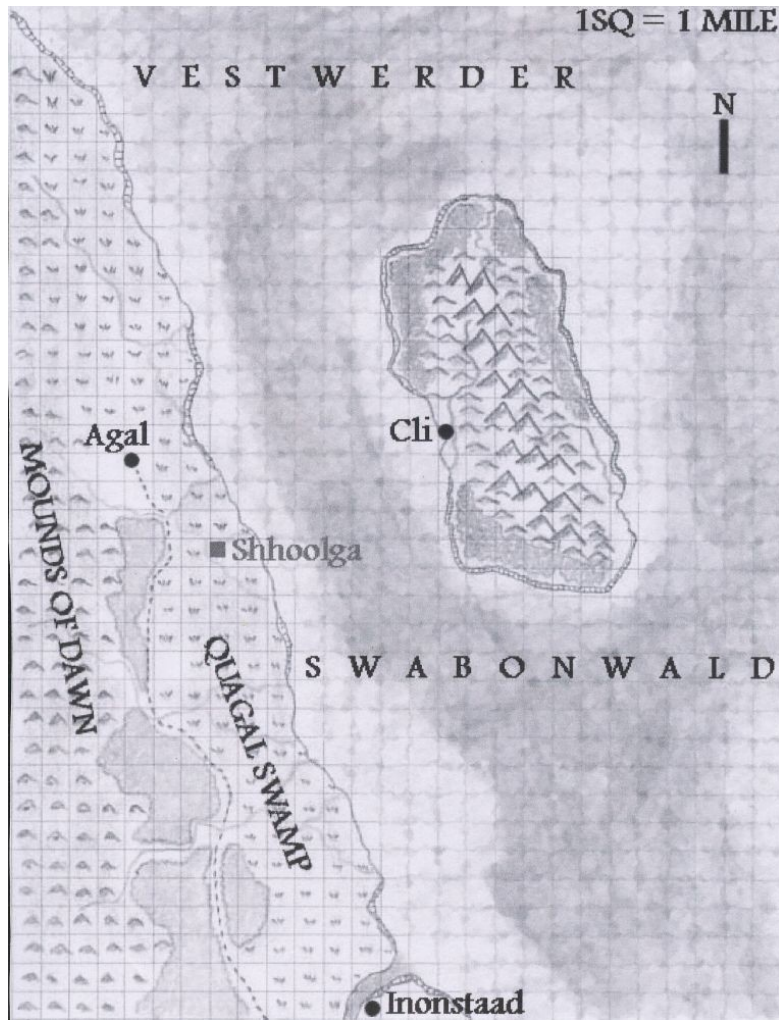 1SQ = 1 MILE
VESTWERDER
N
Agal
Cli
MOUNDS OF DAWN
Shhoolga
QUAGAL SWAMP
SWABONWALD
Inonstaad